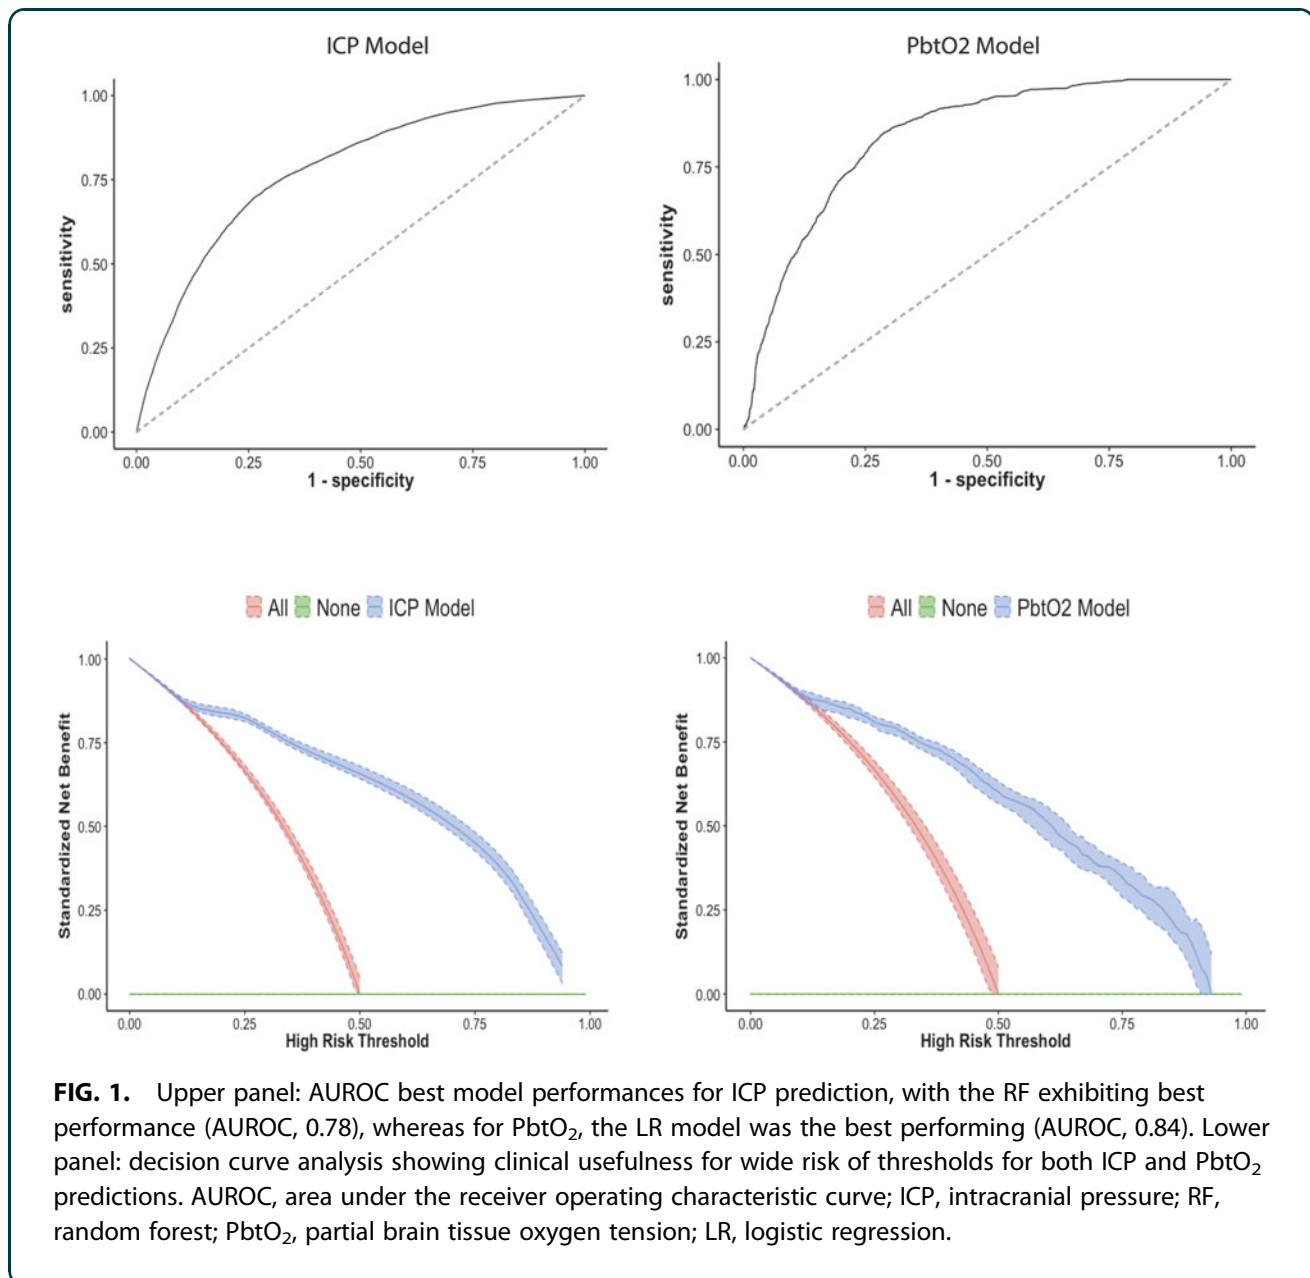 ICP Model
PbtO2 Model
1.00
0.75
0.50
0.25
0.00
sensitivity
0.00 0.25 0.50 0.75 1.00
1 - specificity
1.00
0.75
0.50
0.25
0.00
sensitivity
0.00 0.25 0.50 0.75 1.00
1 - specificity
All None ICP Model
1.00
0.75
0.50
0.25
0.00
Standardized Net Benefit
0.00 0.25 0.50 0.75 1.00
High Risk Threshold
All None PbtO2 Model
1.00
0.75
0.50
0.25
0.00
Standardized Net Benefit
0.00 0.25 0.50 0.75 1.00
High Risk Threshold
FIG. 1. Upper panel: AUROC best model performances for ICP prediction, with the RF exhibiting best
performance (AUROC, 0.78), whereas for PbtO₂, the LR model was the best performing (AUROC, 0.84). Lower
panel: decision curve analysis showing clinical usefulness for wide risk of thresholds for both ICP and PbtO₂
predictions. AUROC, area under the receiver operating characteristic curve; ICP, intracranial pressure; RF,
random forest; PbtO₂, partial brain tissue oxygen tension; LR, logistic regression.